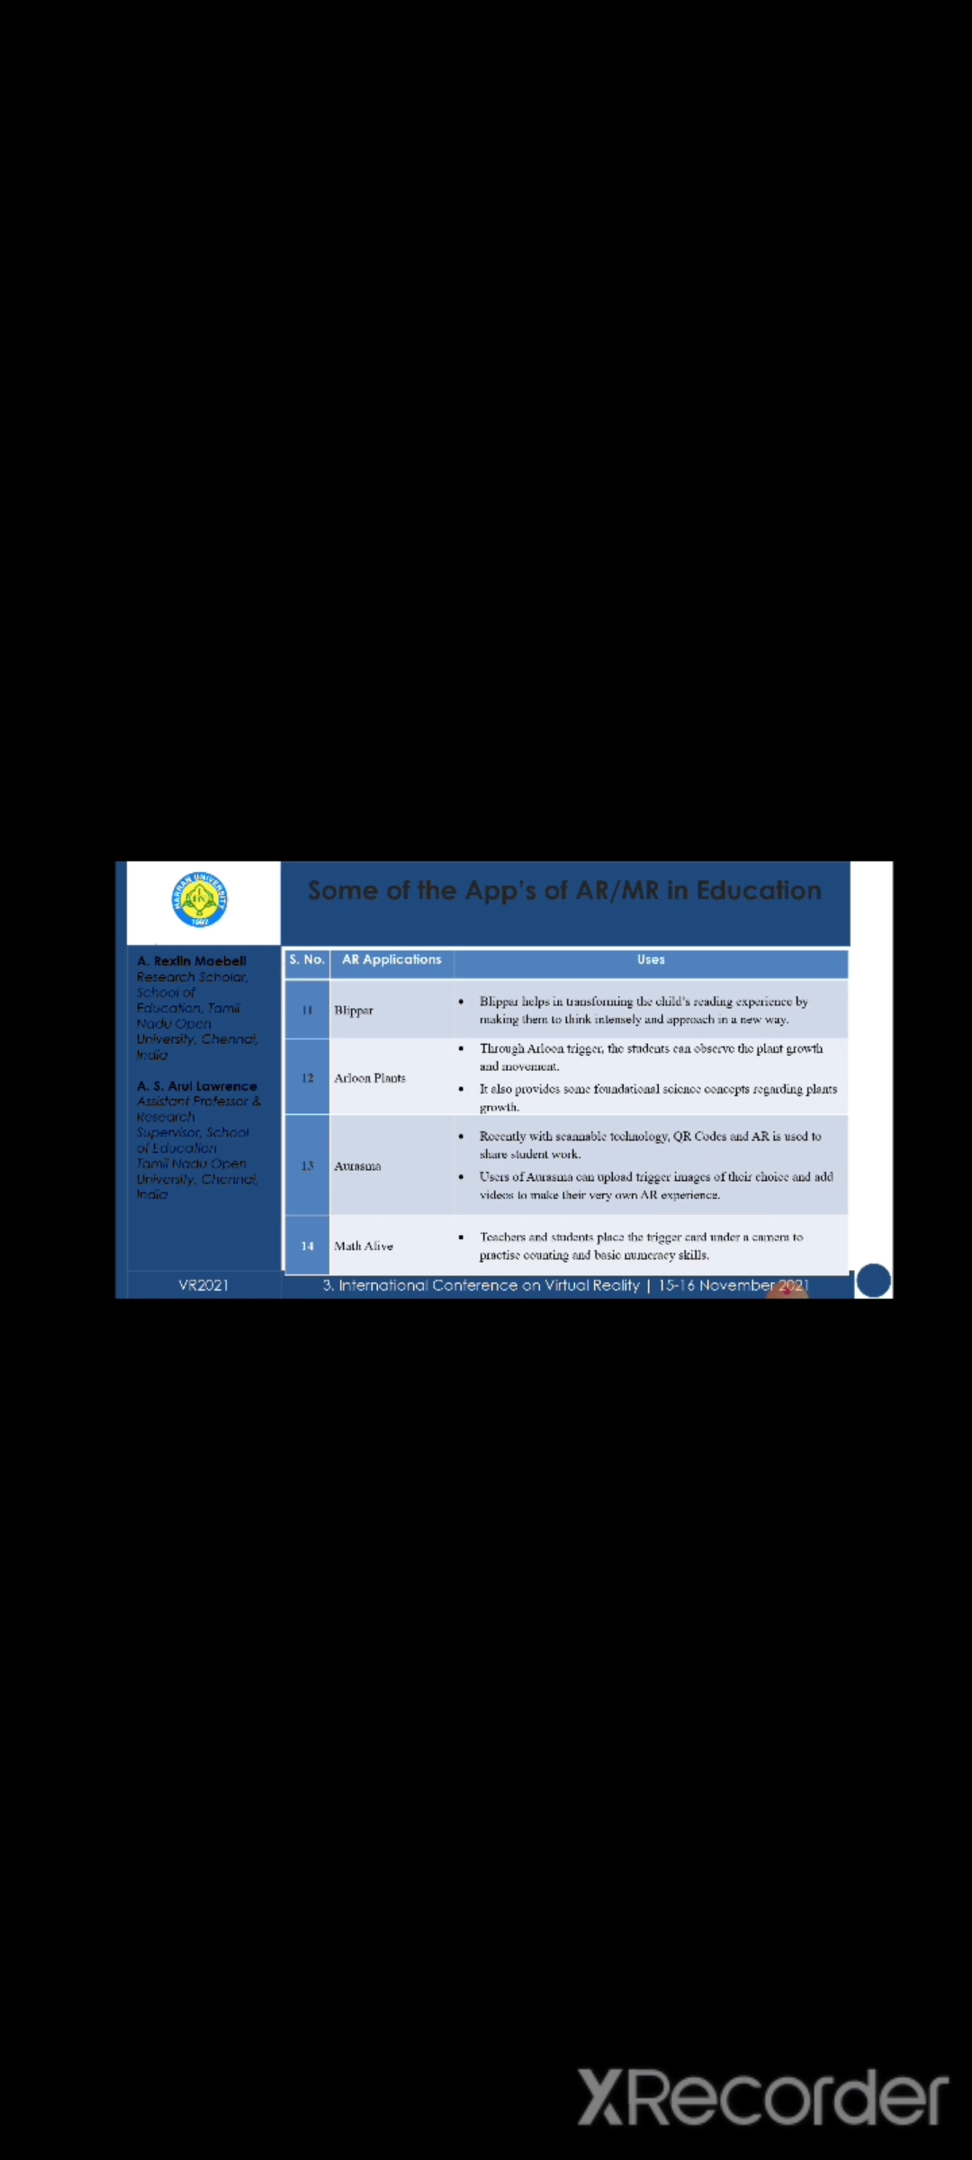 HARRAN UNIVERSITY
1992
Some of the App's of AR/MR in Education
A. Rexlin Maebell
Research Scholar,
School of
Education, Tamil
Nadu Open
University, Chennai,
India
A. S. Arul Lawrence
Assistant Professor &
Research
Supervisor, School
of Education
Tamil Nadu Open
University, Chennai,
India
S. No. AR Applications Uses
11 Blippar
• Blippar helps in transforming the child's reading experience by
making them to think intensely and approach in a new way.
12 Arloon Plants
• Through Arloon trigger, the students can observe the plant growth
and movement.
• It also provides some foundational science concepts regarding plants
growth.
13 Aurasma
• Recently with scannable technology, QR Codes and AR is used to
share student work.
• Users of Aurasma can upload trigger images of their choice and add
videos to make their very own AR experience.
14 Math Alive
• Teachers and students place the trigger card under a camera to
practise counting and basic numeracy skills.
VR2021 3. International Conference on Virtual Reality | 15-16 November 2021
XRecorder